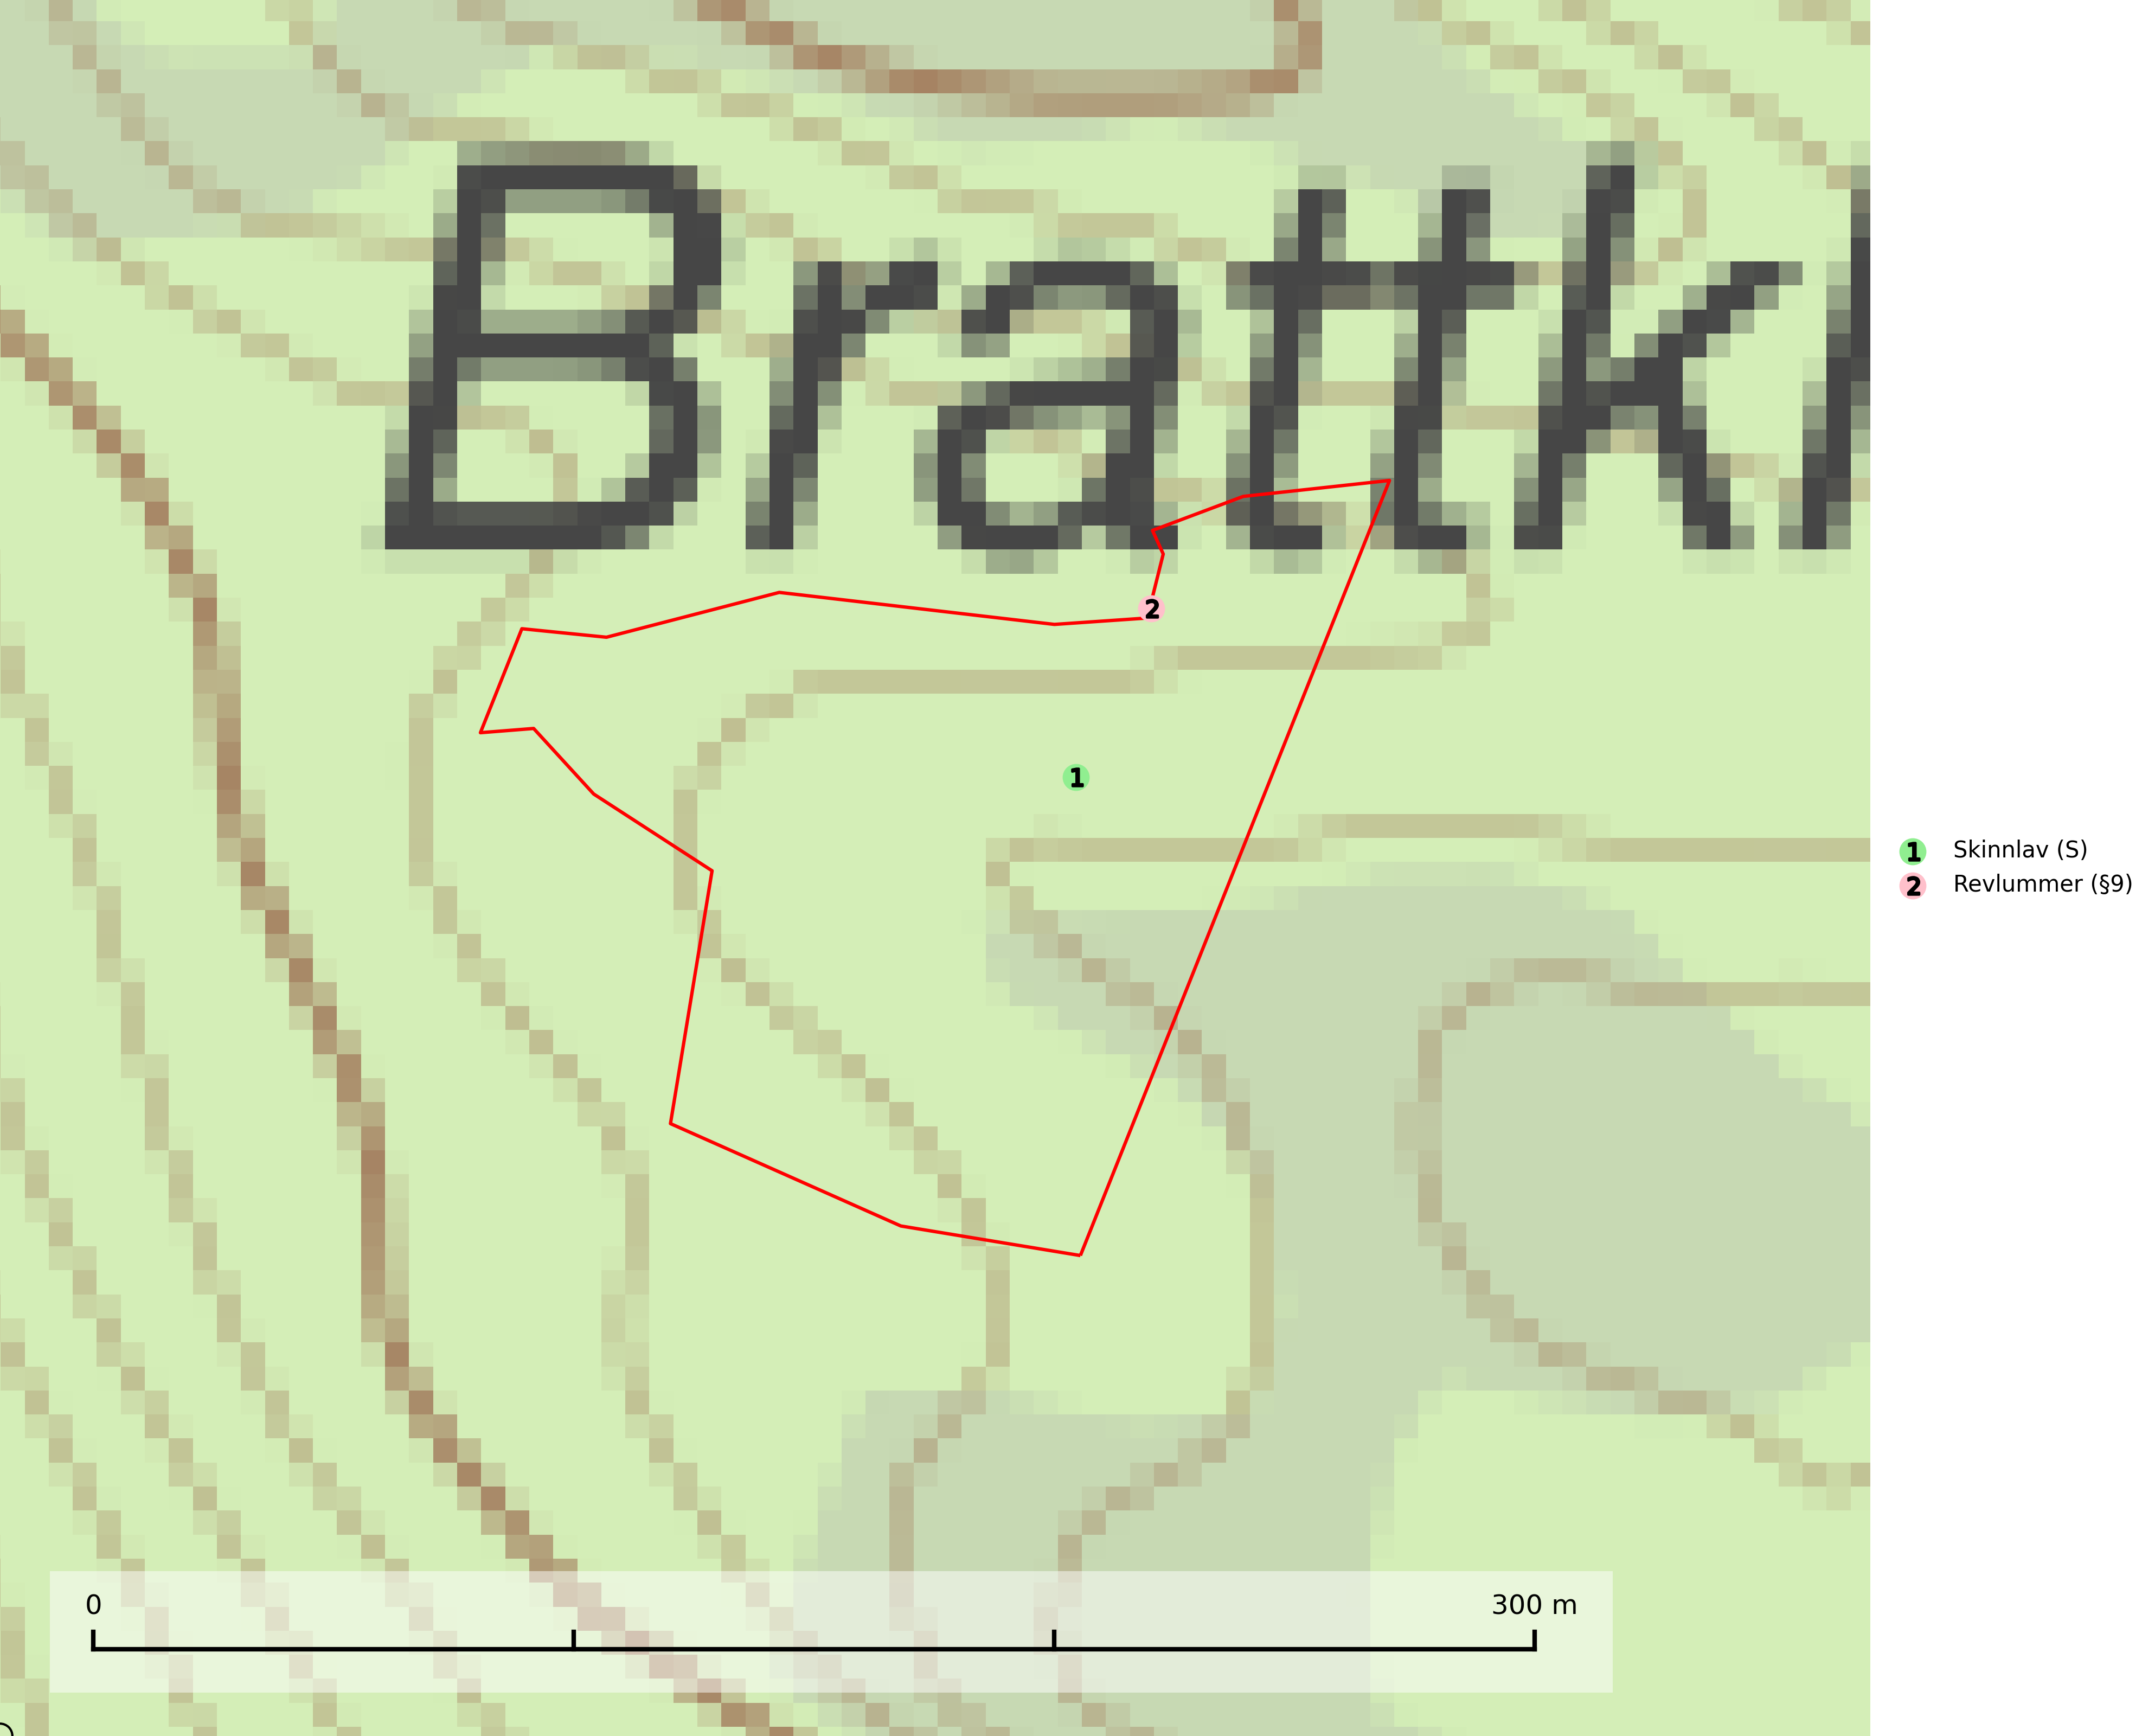 Brattk
2
1
1 Skinnlav (S)
2 Revlummer (§9)
0 300 m